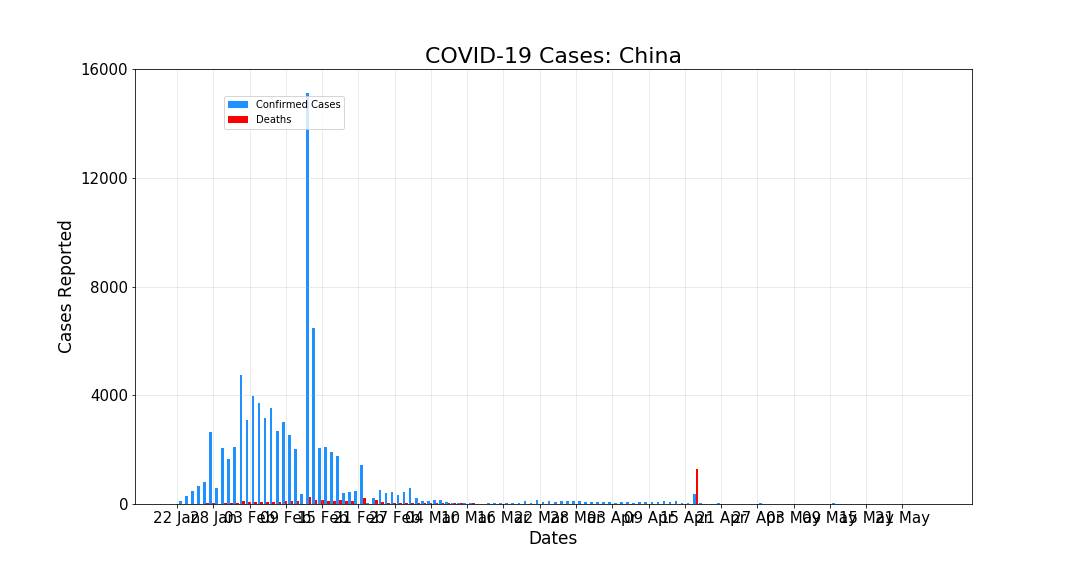 COVID-19 Cases: China
16000
12000
8000
4000
0
Cases Reported
Confirmed Cases
Deaths
22 Jan 28 Jan 03 Feb 09 Feb 15 Feb 21 Feb 27 Feb 04 Mar 10 Mar 16 Mar 22 Mar 28 Mar 03 Apr 09 Apr 15 Apr 21 Apr 27 Apr 03 May 09 May 15 May 21 May
Dates